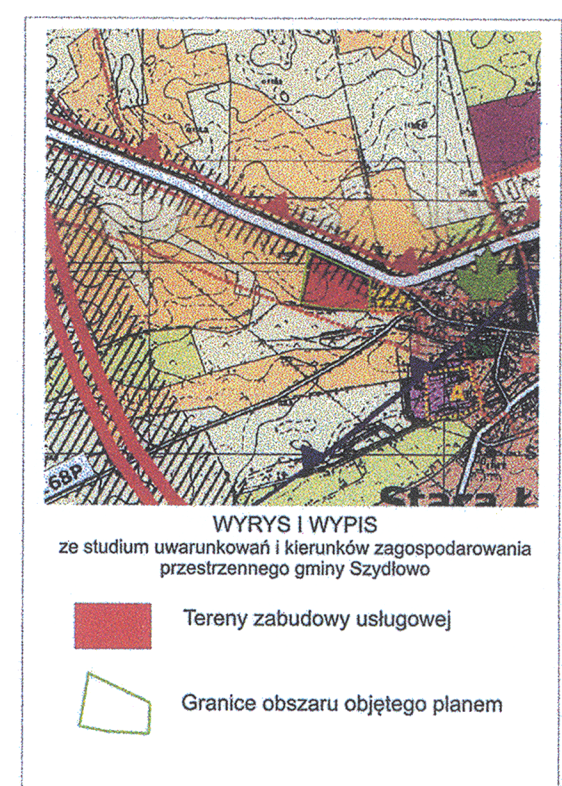 68P
A
Stara Ł
WYRYS I WYPIS
ze studium uwarunkowań i kierunków zagospodarowania
przestrzennego gminy Szydłowo
Tereny zabudowy usługowej
Granice obszaru objętego planem